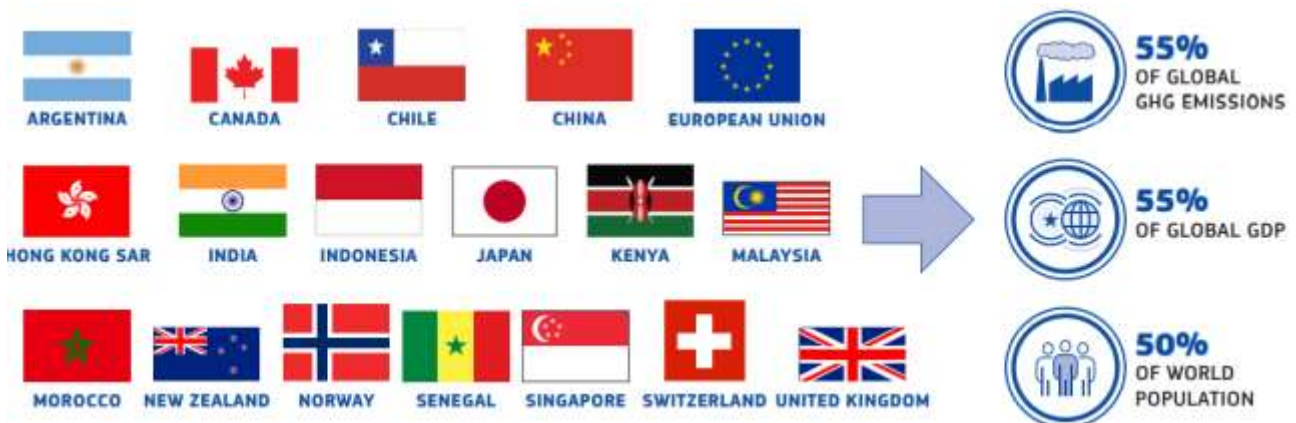 ARGENTINA CANADA CHILE CHINA EUROPEAN UNION
55%
OF GLOBAL
GHG EMISSIONS
HONG KONG SAR INDIA INDONESIA JAPAN KENYA MALAYSIA
55%
OF GLOBAL GDP
MOROCCO NEW ZEALAND NORWAY SENEGAL SINGAPORE SWITZERLAND UNITED KINGDOM
50%
OF WORLD
POPULATION